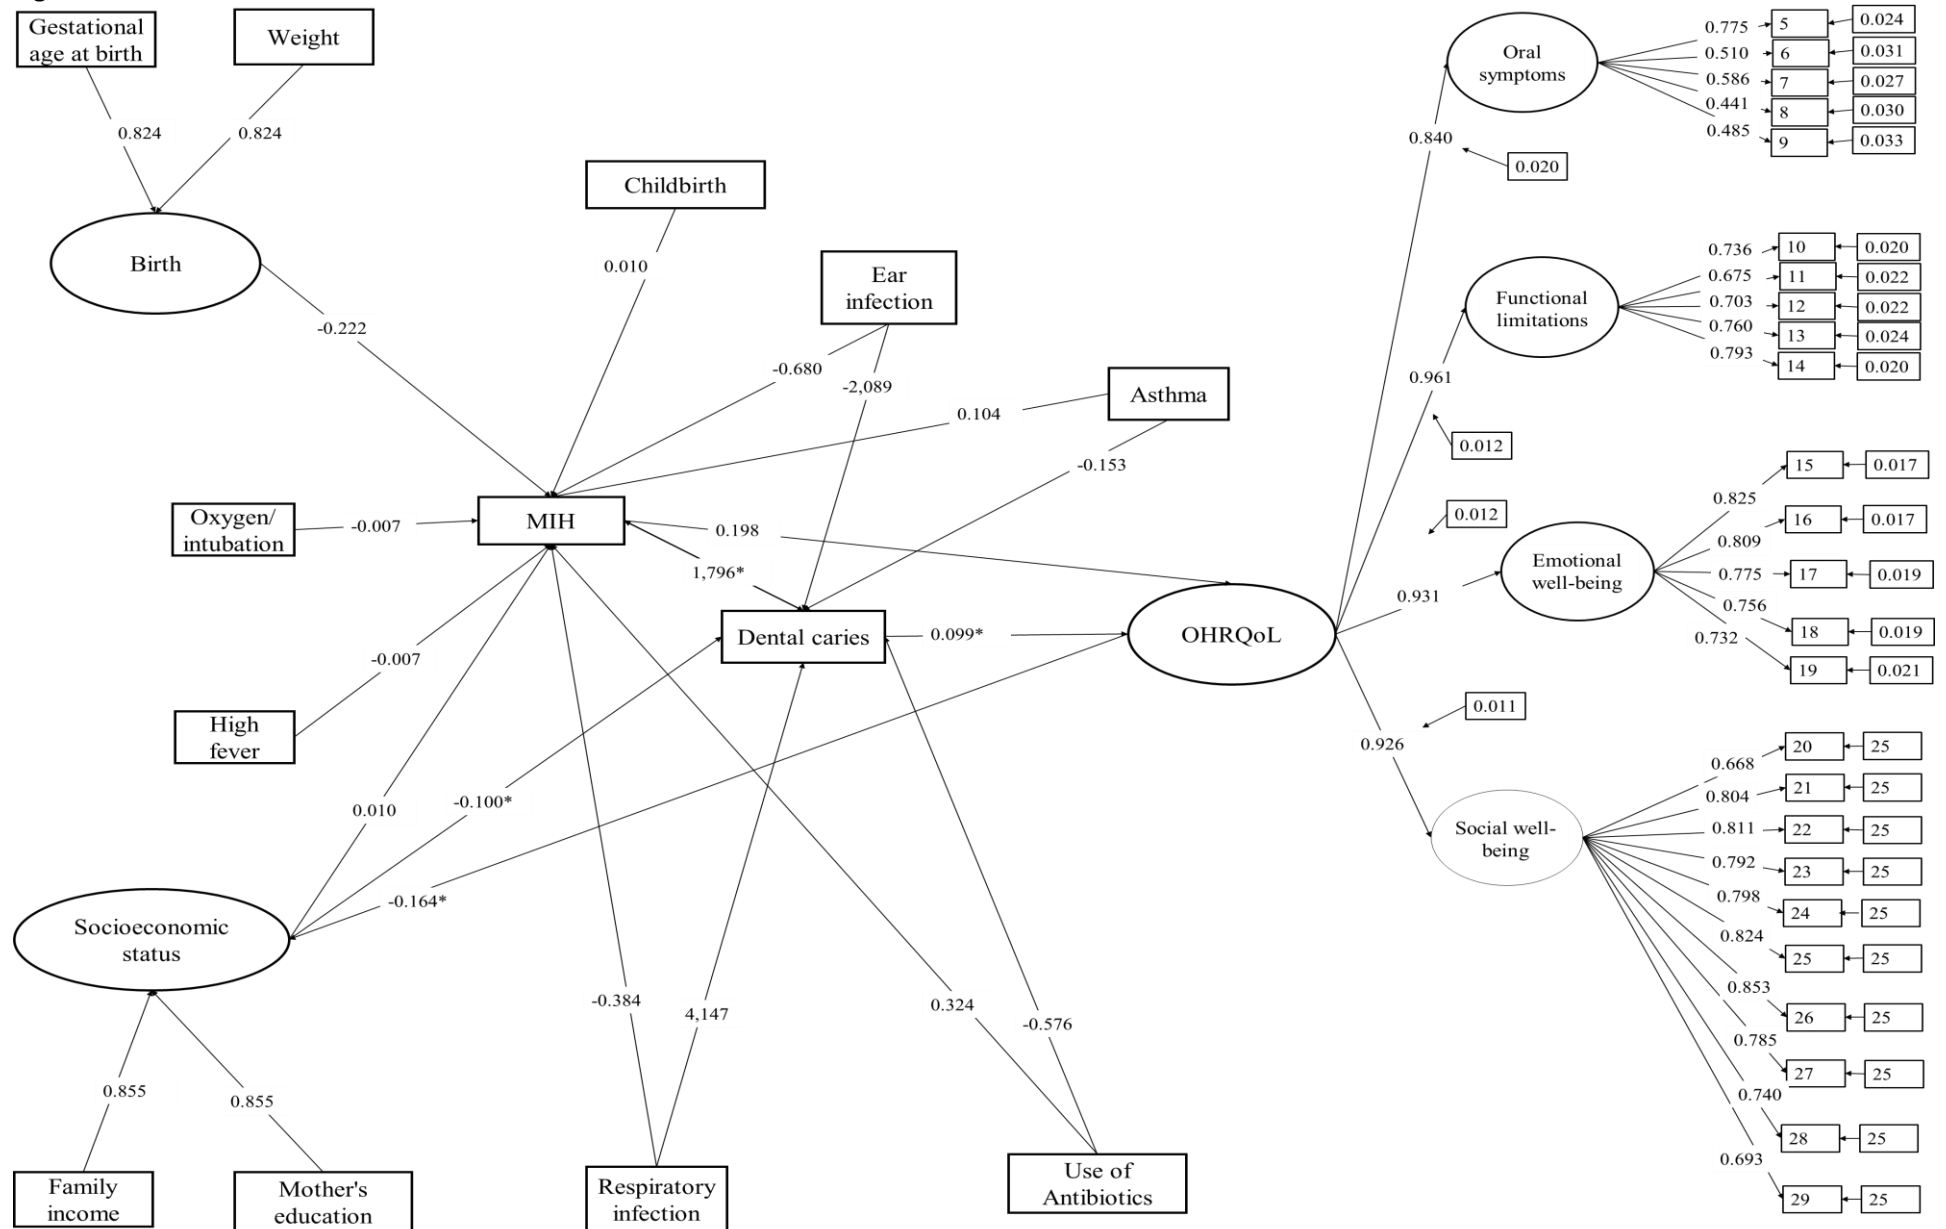 Gestational
age at birth
Weight
0.824
0.824
Birth
-0.222
Childbirth
0.010
Ear
infection
-0.680
-2,089
Asthma
0.104
-0.153
Oxygen/
intubation
-0.007
MIH
0.198
1,796*
Dental caries
0.099*
OHRQoL
High
fever
-0.007
0.010
-0.100*
-0.164*
Socioeconomic
status
0.855
0.855
Family
income
Mother's
education
-0.384
4,147
Respiratory
infection
0.324
-0.576
Use of
Antibiotics
0.840
0.020
0.961
0.012
0.012
0.931
0.011
0.926
Oral
symptoms
0.775 5 0.024
0.510 6 0.031
0.586 7 0.027
0.441 8 0.030
0.485 9 0.033
Functional
limitations
0.736 10 0.020
0.675 11 0.022
0.703 12 0.022
0.760 13 0.024
0.793 14 0.020
Emotional
well-being
0.825 15 0.017
0.809 16 0.017
0.775 17 0.019
0.756 18 0.019
0.732 19 0.021
Social well-
being
0.668 20 25
0.804 21 25
0.811 22 25
0.792 23 25
0.798 24 25
0.824 25 25
0.853 26 25
0.785 27 25
0.740 28 25
0.693 29 25